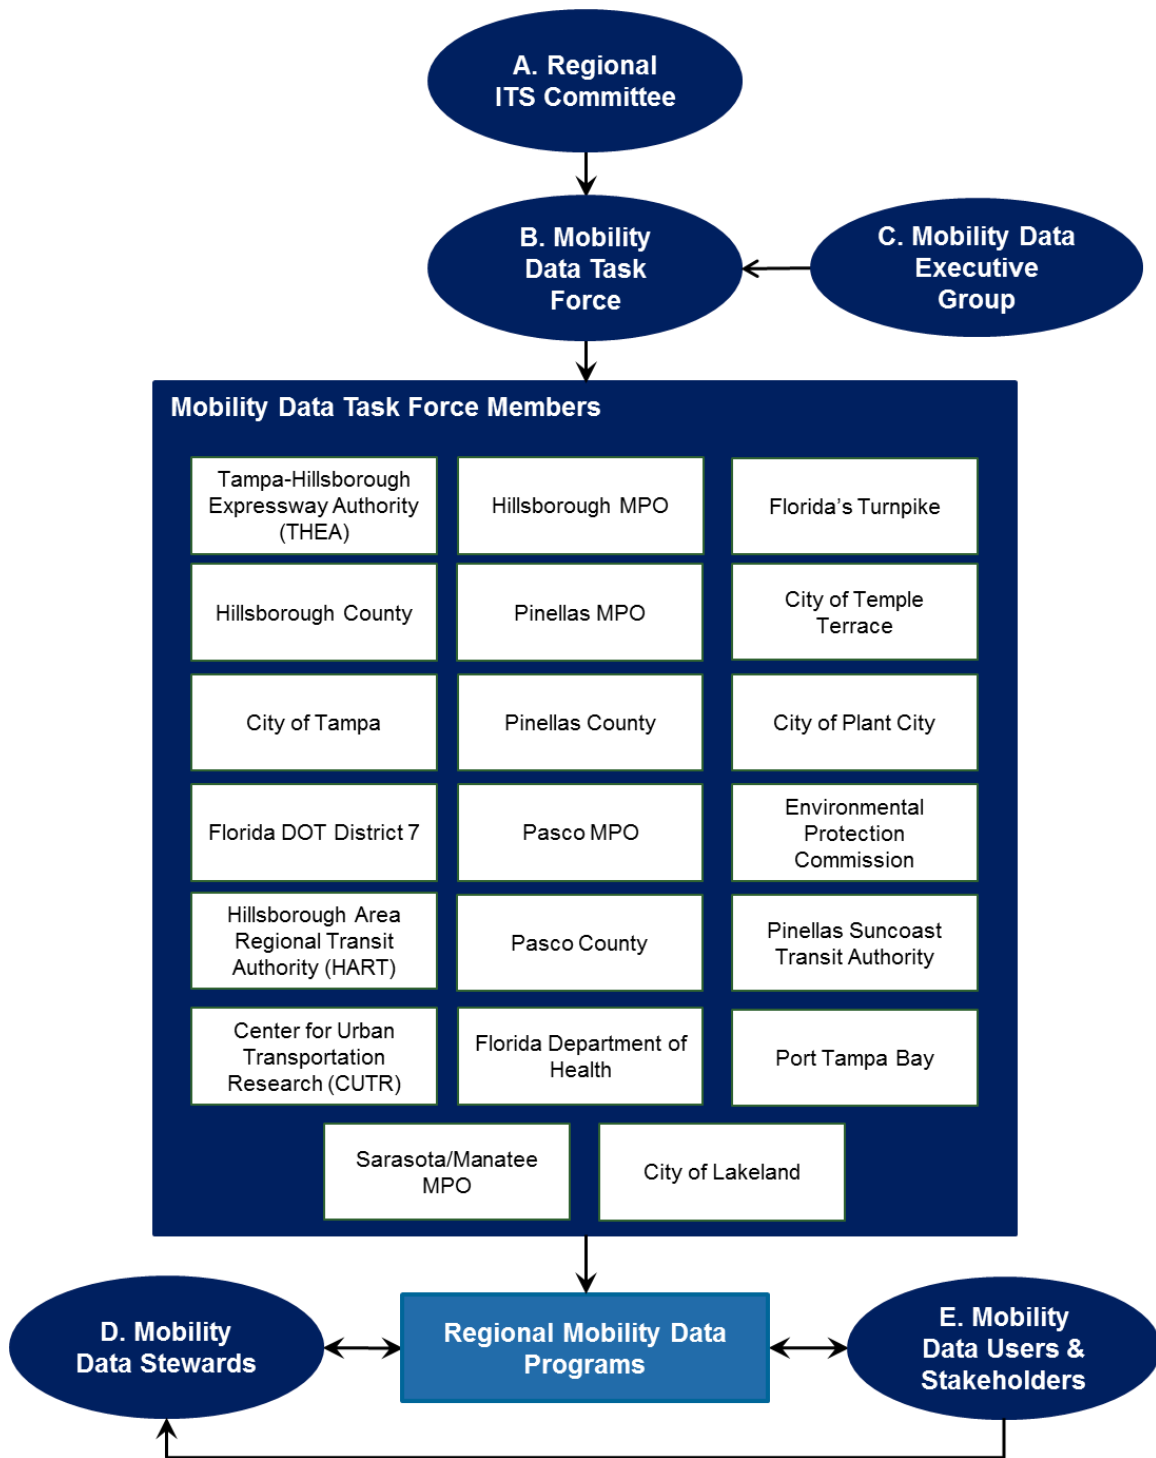 A. Regional
ITS Committee
B. Mobility
Data Task
Force
C. Mobility Data
Executive
Group
Mobility Data Task Force Members
Tampa-Hillsborough
Expressway Authority
(THEA)
Hillsborough MPO
Florida’s Turnpike
Hillsborough County
Pinellas MPO
City of Temple
Terrace
City of Tampa
Pinellas County
City of Plant City
Florida DOT District 7
Pasco MPO
Environmental
Protection
Commission
Hillsborough Area
Regional Transit
Authority (HART)
Pasco County
Pinellas Suncoast
Transit Authority
Center for Urban
Transportation
Research (CUTR)
Florida Department of
Health
Port Tampa Bay
Sarasota/Manatee
MPO
City of Lakeland
D. Mobility
Data Stewards
Regional Mobility Data
Programs
E. Mobility
Data Users &
Stakeholders